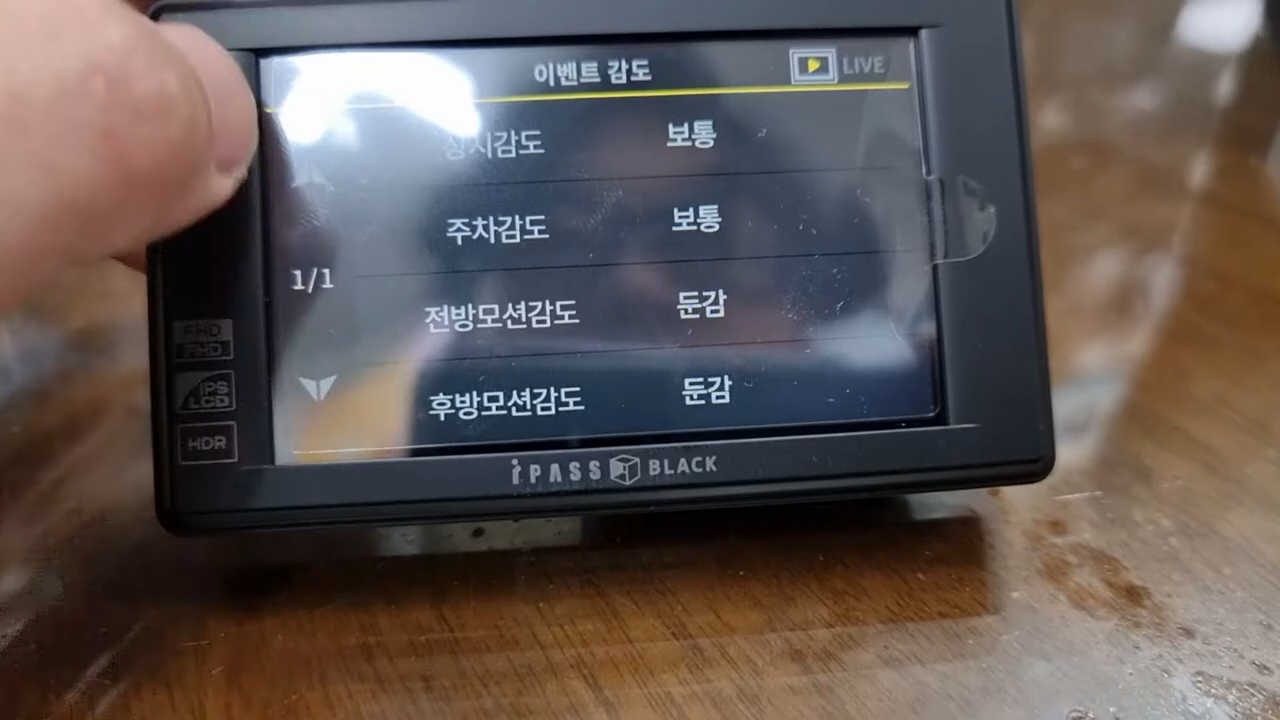 이벤트 감도
LIVE
상시감도 보통
주차감도 보통
1/1
전방모션감도 둔감
후방모션감도 둔감
FHD
FHD
IPS
LCD
HDR
iPASS BLACK